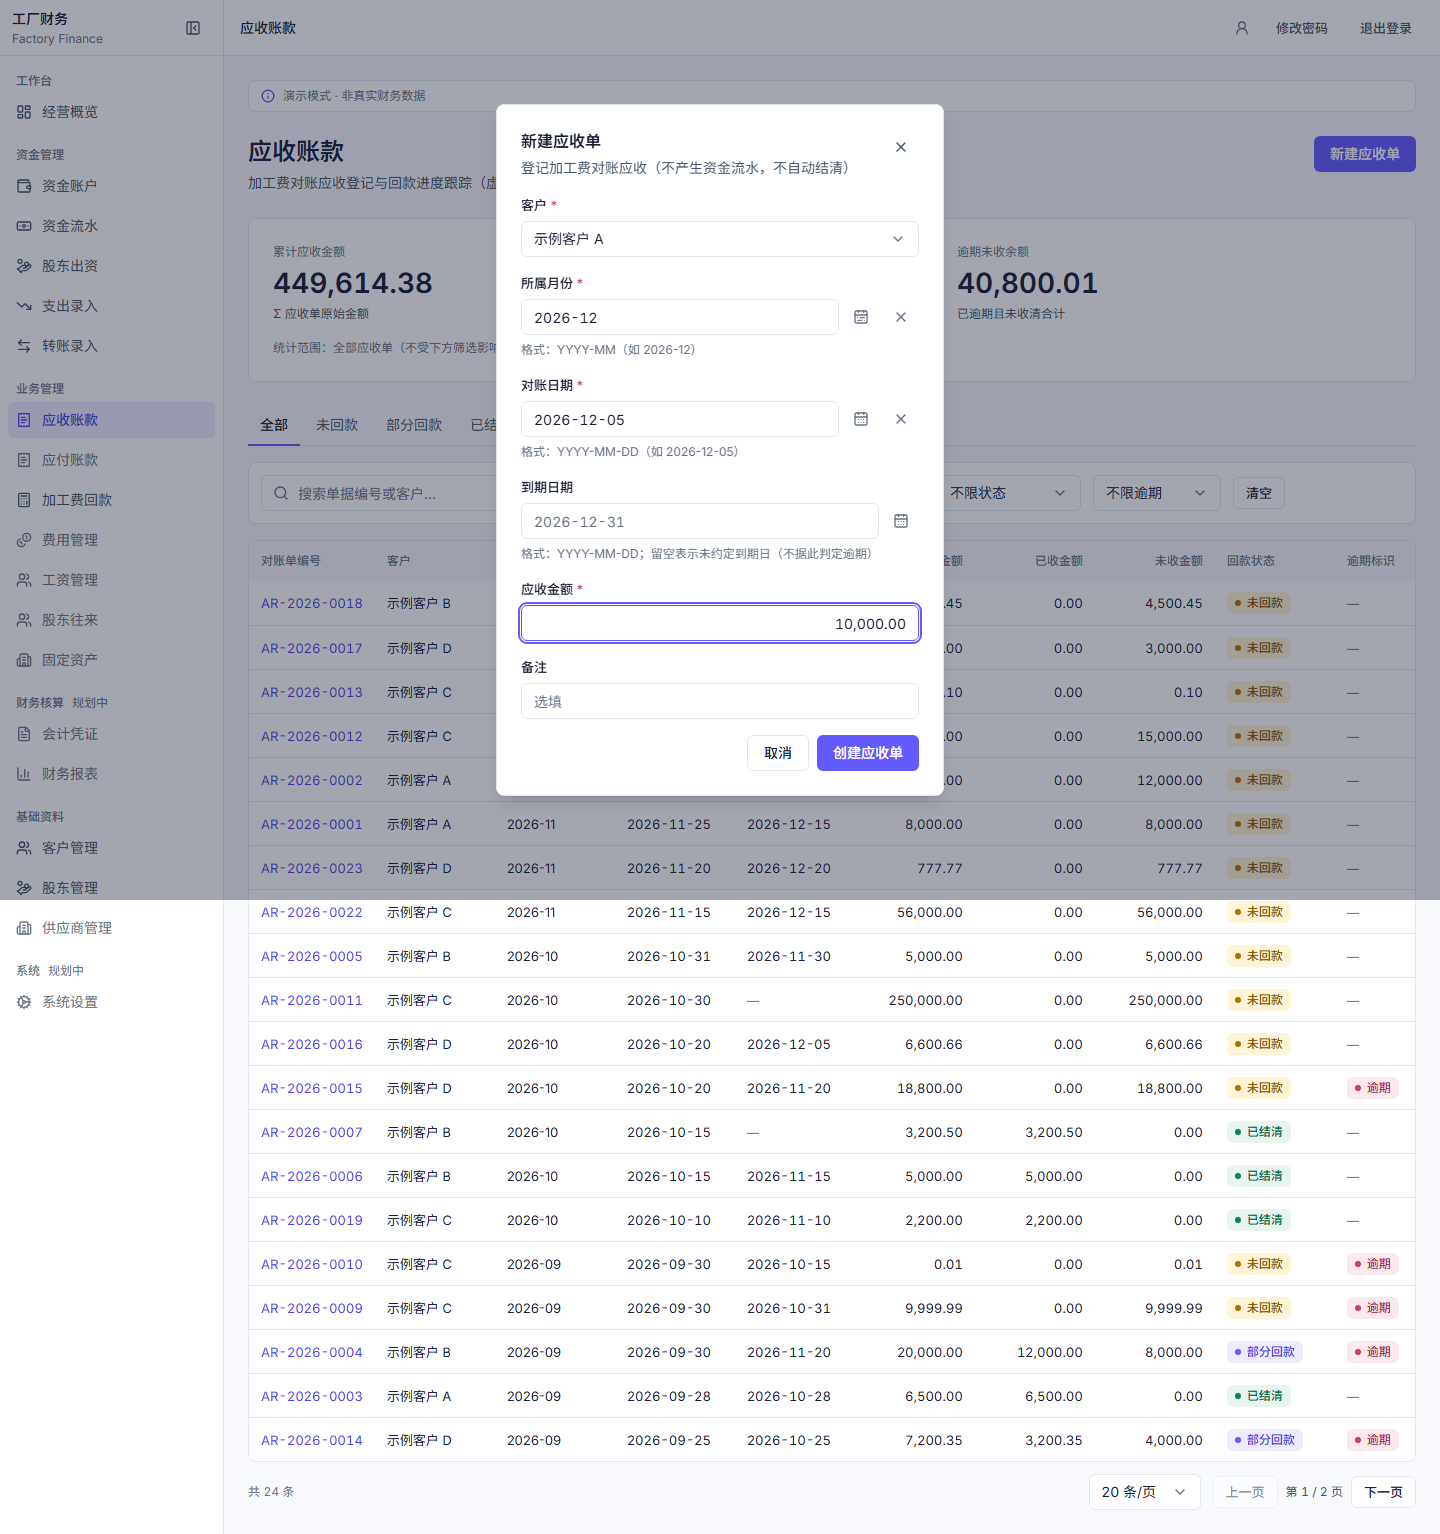 工厂财务
Factory Finance
应收账款
修改密码
退出登录
工作台
经营概览
资金管理
资金账户
资金流水
股东出资
支出录入
转账录入
业务管理
应收账款
应付账款
加工费回款
费用管理
工资管理
股东往来
固定资产
财务核算 规划中
会计凭证
财务报表
基础资料
客户管理
股东管理
供应商管理
系统 规划中
系统设置
演示模式 · 非真实财务数据
应收账款
加工费对账应收登记与回款进度跟踪（虚
新建应收单
累计应收金额
449,614.38
Σ 应收单原始金额
统计范围：全部应收单（不受下方筛选影响
逾期未收余额
40,800.01
已逾期且未收清合计
全部 未回款 部分回款 已结
搜索单据编号或客户...
不限状态
不限逾期
清空
新建应收单
登记加工费对账应收（不产生资金流水，不自动结清）
客户 *
示例客户 A
所属月份 *
2026-12
格式：YYYY-MM（如 2026-12）
对账日期 *
2026-12-05
格式：YYYY-MM-DD（如 2026-12-05）
到期日期
2026-12-31
格式：YYYY-MM-DD；留空表示未约定到期日（不据此判定逾期）
应收金额 *
10,000.00
备注
选填
取消
创建应收单
对账单编号 客户 金额 已收金额 未收金额 回款状态 逾期标识
AR-2026-0018 示例客户 B .45 0.00 4,500.45 未回款 —
AR-2026-0017 示例客户 D .00 0.00 3,000.00 未回款 —
AR-2026-0013 示例客户 C .10 0.00 0.10 未回款 —
AR-2026-0012 示例客户 C .00 0.00 15,000.00 未回款 —
AR-2026-0002 示例客户 A .00 0.00 12,000.00 未回款 —
AR-2026-0001 示例客户 A 2026-11 2026-11-25 2026-12-15 8,000.00 0.00 8,000.00 未回款 —
AR-2026-0023 示例客户 D 2026-11 2026-11-20 2026-12-20 777.77 0.00 777.77 未回款 —
AR-2026-0022 示例客户 C 2026-11 2026-11-15 2026-12-15 56,000.00 0.00 56,000.00 未回款 —
AR-2026-0005 示例客户 B 2026-10 2026-10-31 2026-11-30 5,000.00 0.00 5,000.00 未回款 —
AR-2026-0011 示例客户 C 2026-10 2026-10-30 — 250,000.00 0.00 250,000.00 未回款 —
AR-2026-0016 示例客户 D 2026-10 2026-10-20 2026-12-05 6,600.66 0.00 6,600.66 未回款 —
AR-2026-0015 示例客户 D 2026-10 2026-10-20 2026-11-20 18,800.00 0.00 18,800.00 未回款 逾期
AR-2026-0007 示例客户 B 2026-10 2026-10-15 — 3,200.50 3,200.50 0.00 已结清 —
AR-2026-0006 示例客户 B 2026-10 2026-10-15 2026-11-15 5,000.00 5,000.00 0.00 已结清 —
AR-2026-0019 示例客户 C 2026-10 2026-10-10 2026-11-10 2,200.00 2,200.00 0.00 已结清 —
AR-2026-0010 示例客户 C 2026-09 2026-09-30 2026-10-15 0.01 0.00 0.01 未回款 逾期
AR-2026-0009 示例客户 C 2026-09 2026-09-30 2026-10-31 9,999.99 0.00 9,999.99 未回款 逾期
AR-2026-0004 示例客户 B 2026-09 2026-09-30 2026-11-20 20,000.00 12,000.00 8,000.00 部分回款 逾期
AR-2026-0003 示例客户 A 2026-09 2026-09-28 2026-10-28 6,500.00 6,500.00 0.00 已结清 —
AR-2026-0014 示例客户 D 2026-09 2026-09-25 2026-10-25 7,200.35 3,200.35 4,000.00 部分回款 逾期
共 24 条
20 条/页
上一页
第 1 / 2 页
下一页